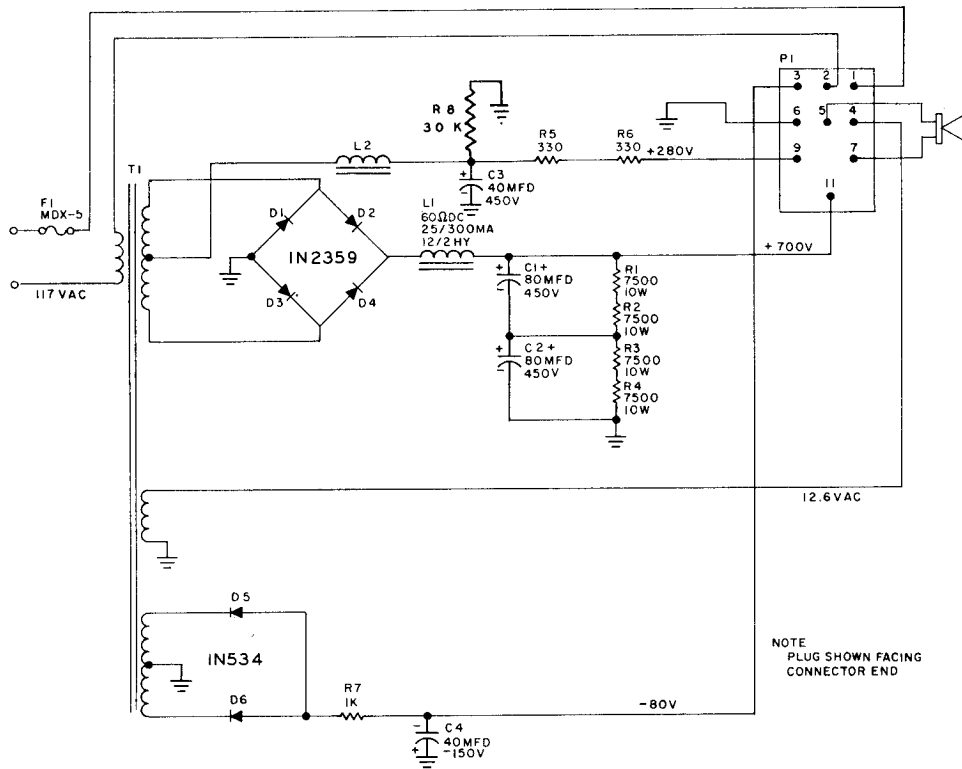 P1
3 2 1
6 5 4
9 7
11
R8
30 K
L2
R5
330
R6
330
+280V
T1
F1
MDX-5
117 VAC
+
-
C3
40MFD
450V
D1
D2
IN2359
D3
D4
L1
60ΩDC
25/300MA
12/2HY
+700V
+
-
C1+
80MFD
450V
R1
7500
10W
R2
7500
10W
+
-
C2+
80MFD
450V
R3
7500
10W
R4
7500
10W
12.6VAC
D5
IN534
D6
R7
1K
-80V
-
+
C4
40MFD
-150V
NOTE
PLUG SHOWN FACING
CONNECTOR END